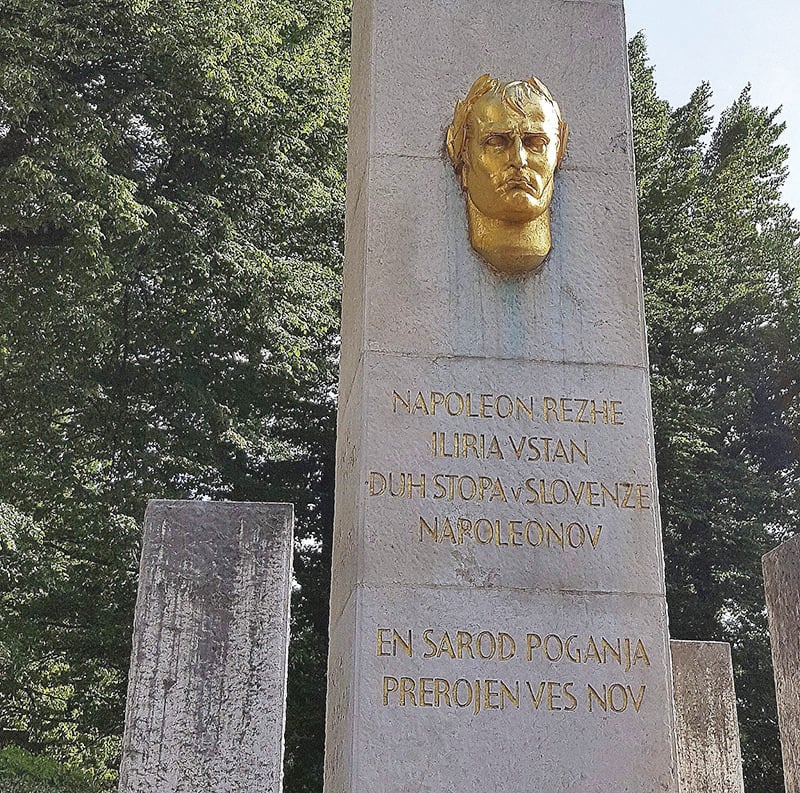 NAPOLEON REZHE
ILIRIA VSTAN
DUH STOPA v SLOVENZE
NAPOLEONOV
EN SAROD POGANJA
PREROJEN VES NOV